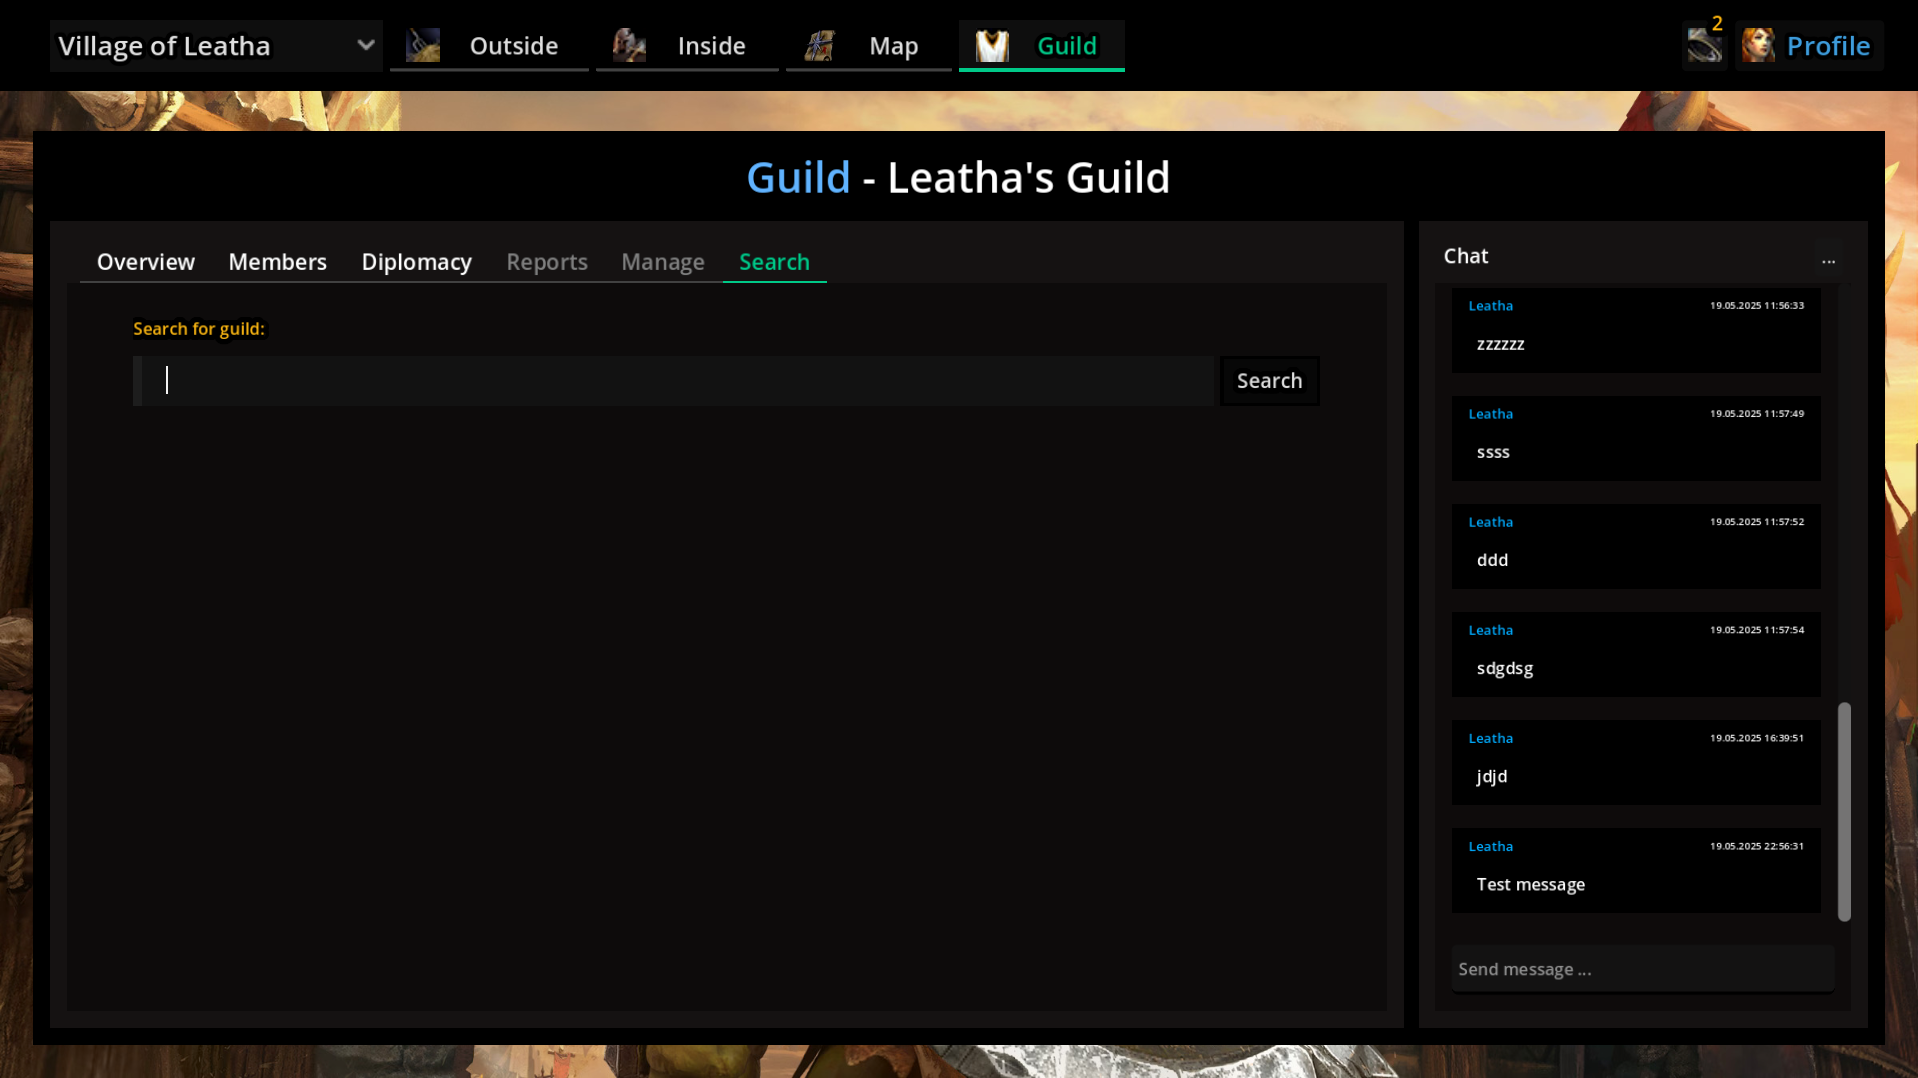 Village of Leatha
Outside
Inside
Map
Guild
2
Profile
Guild - Leatha's Guild
Overview
Members
Diplomacy
Reports
Manage
Search
Search for guild:
Search
Chat
...
Leatha
19.05.2025 11:56:33
zzzzzz
Leatha
19.05.2025 11:57:49
ssss
Leatha
19.05.2025 11:57:52
ddd
Leatha
19.05.2025 11:57:54
sdgdsg
Leatha
19.05.2025 16:39:51
jdjd
Leatha
19.05.2025 22:56:31
Test message
Send message ...